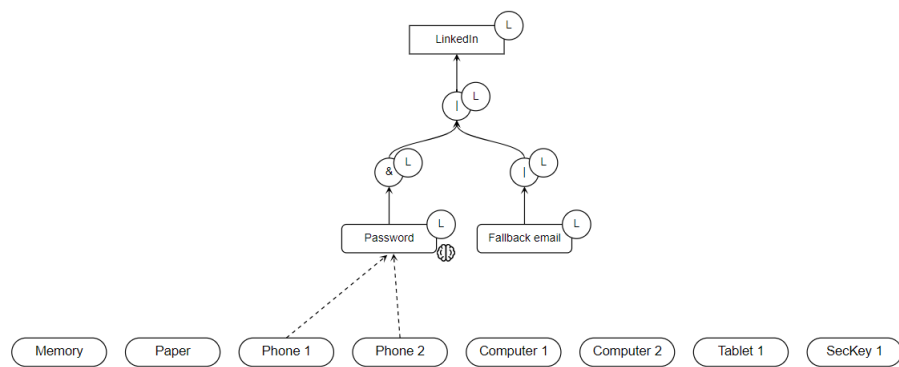 L
LinkedIn
L
|
L
&
L
|
L
Password
L
Fallback email
Memory
Paper
Phone 1
Phone 2
Computer 1
Computer 2
Tablet 1
SecKey 1